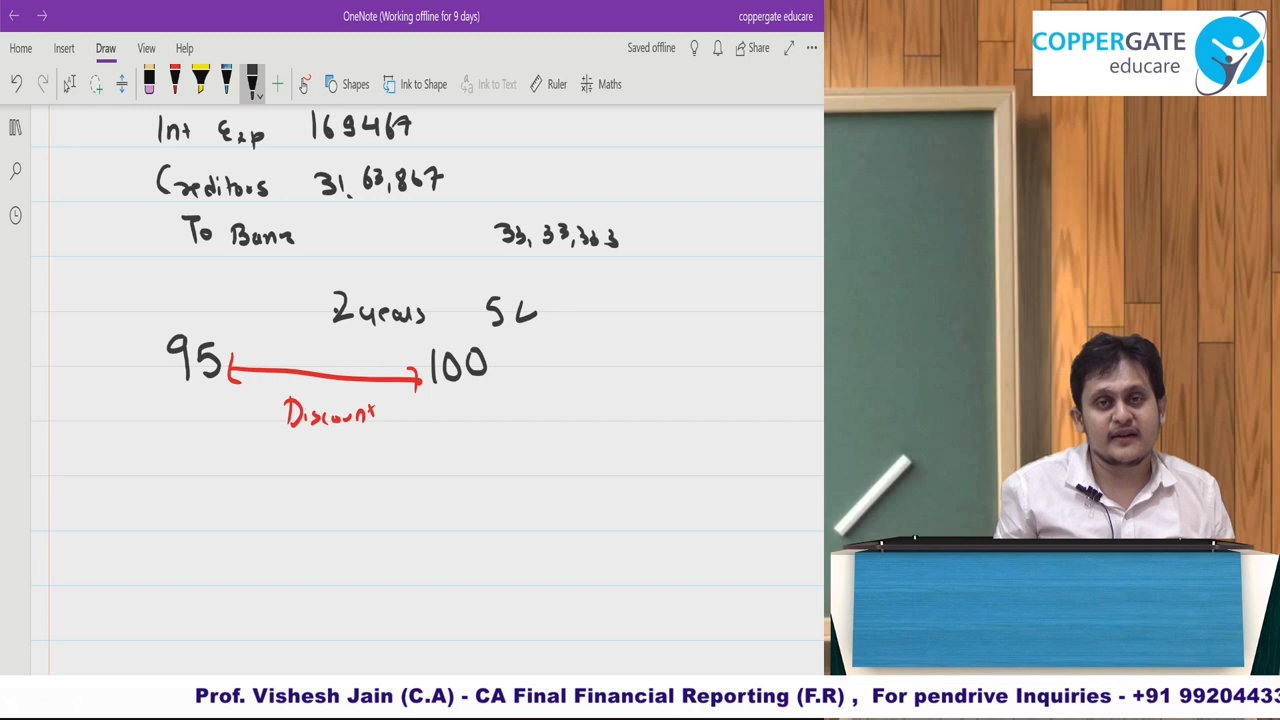 OneNote (Working offline for 9 days)
coppergate educare
Home Insert Draw View Help
Saved offline
Share
Shapes
Ink to Shape
Ink to Text
Ruler
Maths
COPPERGATE
educare
Int Exp 169467
Creditors 31,63,867
To Bank 33,33,333
2 years 5 L
95 100
Discount
Prof. Vishesh Jain (C.A) - CA Final Financial Reporting (F.R) , For pendrive Inquiries - +91 99204433